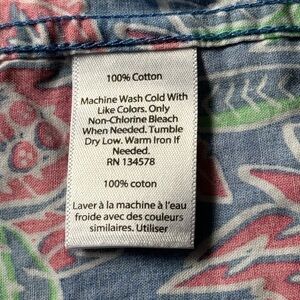 100% Cotton
Machine Wash Cold With
Like Colors. Only
Non-Chlorine Bleach
When Needed. Tumble
Dry Low. Warm Iron If
Needed.
RN 134578
100% coton
Laver à la machine à l'eau
froide avec des couleurs
similaires. Utiliser